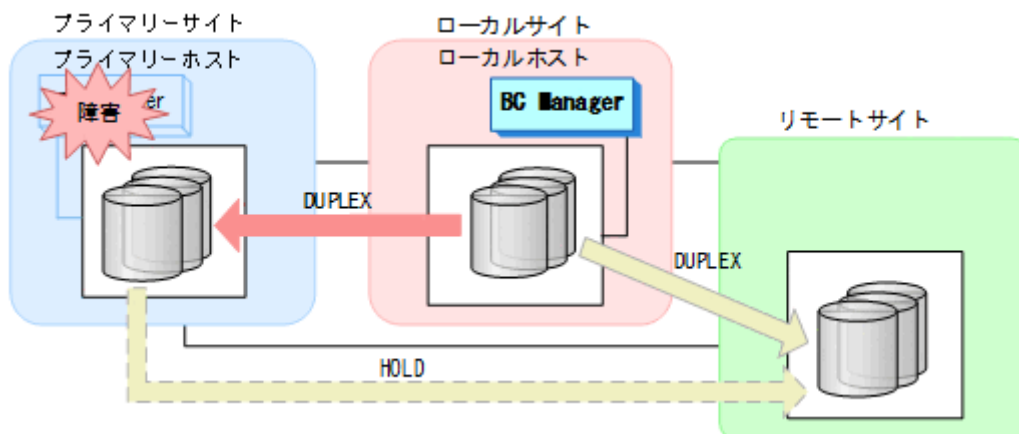 プライマリーサイト
プライマリーホスト
障害
er
ローカルサイト
ローカルホスト
BC Manager
リモートサイト
DUPLEX
DUPLEX
HOLD